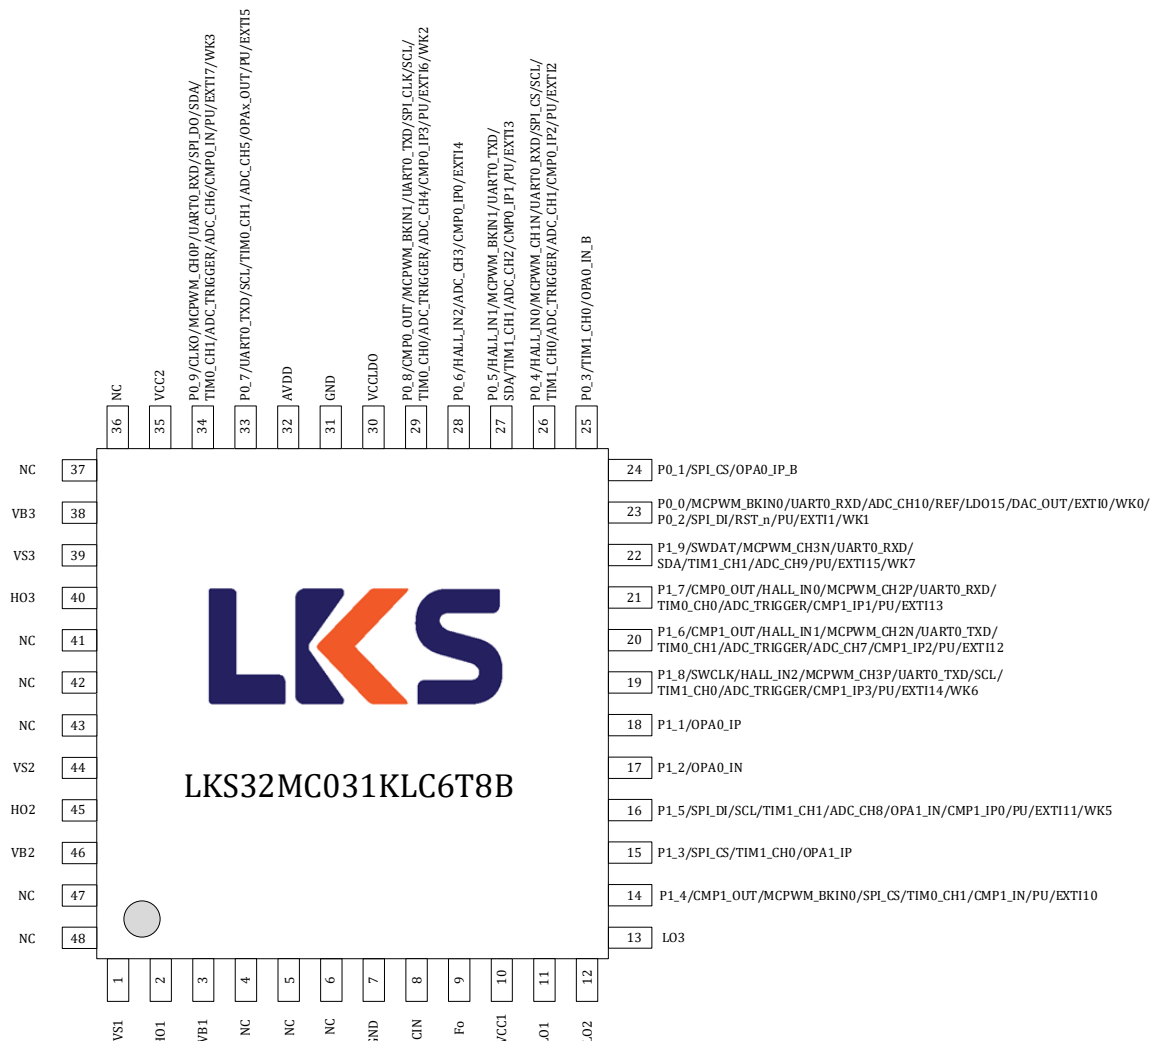 P0_9/CLKO/MCPWM_CH0P/UART0_RXD/SPI_DO/SDA/
TIM0_CH1/ADC_TRIGGER/ADC_CH6/CMP0_IN/PU/EXTI7/WK3
P0_7/UART0_TXD/SCL/TIM0_CH1/ADC_CH5/OPAx_OUT/PU/EXTI5
P0_8/CMP0_OUT/MCPWM_BKIN1/UART0_TXD/SPI_CLK/SCL/
TIM0_CH0/ADC_TRIGGER/ADC_CH4/CMP0_IP3/PU/EXTI6/WK2
P0_6/HALL_IN2/ADC_CH3/CMP0_IP0/EXTI4
P0_5/HALL_IN1/MCPWM_BKIN1/UART0_TXD/
SDA/TIM1_CH1/ADC_CH2/CMP0_IP1/PU/EXTI3
P0_4/HALL_IN0/MCPWM_CH1N/UART0_RXD/SPI_CS/SCL/
TIM1_CH0/ADC_TRIGGER/ADC_CH1/CMP0_IP2/PU/EXTI2
P0_3/TIM1_CH0/OPA0_IN_B
NC
VCC2
AVDD
GND
VCCLDO
36
35
34
33
32
31
30
29
28
27
26
25
NC 37
VB3 38
VS3 39
HO3 40
NC 41
NC 42
NC 43
VS2 44
HO2 45
VB2 46
NC 47
NC 48
24 P0_1/SPI_CS/OPA0_IP_B
23 P0_0/MCPWM_BKIN0/UART0_RXD/ADC_CH10/REF/LDO15/DAC_OUT/EXTI0/WK0/
P0_2/SPI_DI/RST_n/PU/EXTI1/WK1
22 P1_9/SWDAT/MCPWM_CH3N/UART0_RXD/
SDA/TIM1_CH1/ADC_CH9/PU/EXTI15/WK7
21 P1_7/CMP0_OUT/HALL_IN0/MCPWM_CH2P/UART0_RXD/
TIM0_CH0/ADC_TRIGGER/CMP1_IP1/PU/EXTI13
20 P1_6/CMP1_OUT/HALL_IN1/MCPWM_CH2N/UART0_TXD/
TIM0_CH1/ADC_TRIGGER/ADC_CH7/CMP1_IP2/PU/EXTI12
19 P1_8/SWCLK/HALL_IN2/MCPWM_CH3P/UART0_TXD/SCL/
TIM1_CH0/ADC_TRIGGER/CMP1_IP3/PU/EXTI14/WK6
18 P1_1/OPA0_IP
17 P1_2/OPA0_IN
16 P1_5/SPI_DI/SCL/TIM1_CH1/ADC_CH8/OPA1_IN/CMP1_IP0/PU/EXTI11/WK5
15 P1_3/SPI_CS/TIM1_CH0/OPA1_IP
14 P1_4/CMP1_OUT/MCPWM_BKIN0/SPI_CS/TIM0_CH1/CMP1_IN/PU/EXTI10
13 LO3
LKS
LKS32MC031KLC6T8B
1
2
3
4
5
6
7
8
9
10
11
12
VS1
HO1
VB1
NC
NC
NC
GND
CIN
Fo
VCC1
LO1
LO2